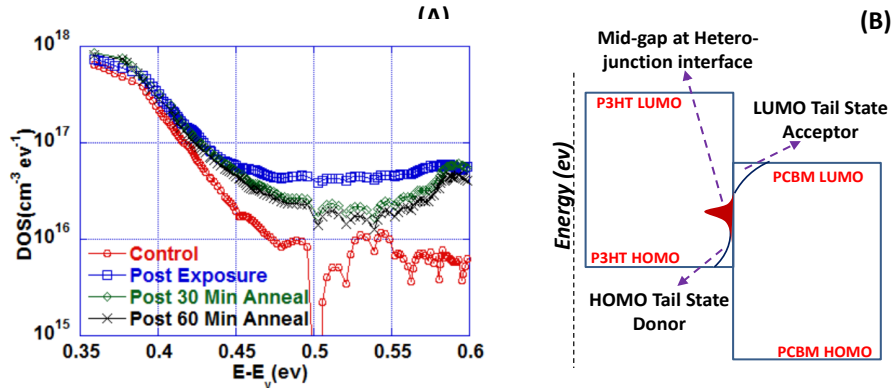 (A)
10^18
10^17
10^16
10^15
DOS(cm^-3 ev^-1)
Control
Post Exposure
Post 30 Min Anneal
Post 60 Min Anneal
0.35
0.4
0.45
0.5
0.55
0.6
E-E_v(ev)
(B)
Mid-gap at Hetero-
junction interface
P3HT LUMO
LUMO Tail State
Acceptor
PCBM LUMO
Energy (ev)
P3HT HOMO
HOMO Tail State
Donor
PCBM HOMO